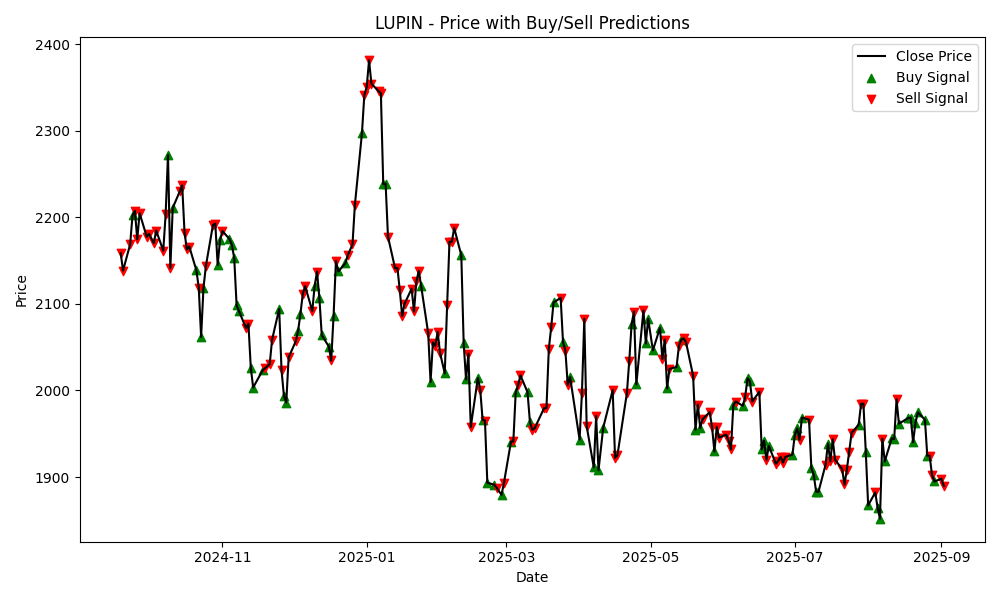 LUPIN - Price with Buy/Sell Predictions
Close Price
Buy Signal
Sell Signal
Price
2400
2300
2200
2100
2000
1900
2024-11
2025-01
2025-03
2025-05
2025-07
2025-09
Date